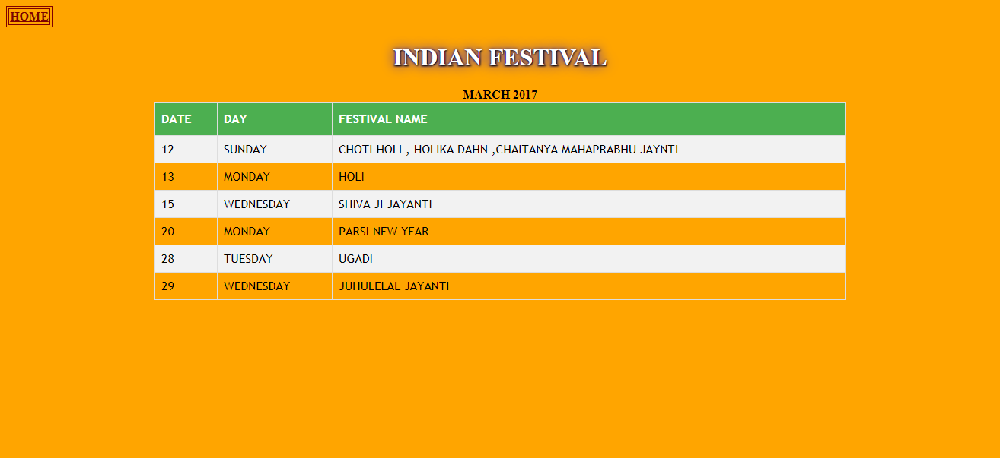 HOME
INDIAN FESTIVAL
MARCH 2017
DATE DAY FESTIVAL NAME
12 SUNDAY CHOTI HOLI , HOLIKA DAHN ,CHAITANYA MAHAPRABHU JAYNTI
13 MONDAY HOLI
15 WEDNESDAY SHIVA JI JAYANTI
20 MONDAY PARSI NEW YEAR
28 TUESDAY UGADI
29 WEDNESDAY JUHULELAL JAYANTI